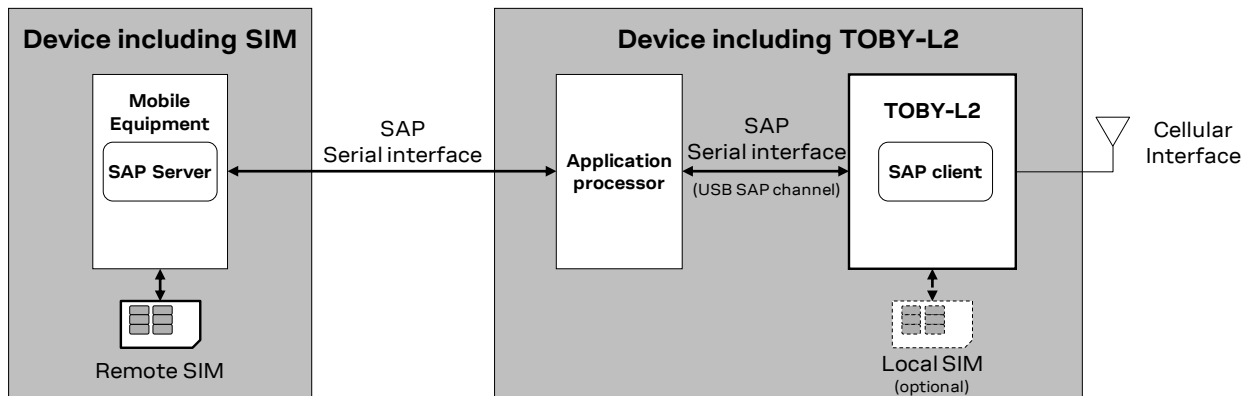 Device including SIM
Device including TOBY-L2
Mobile
Equipment
SAP Server
SAP
Serial interface
Application
processor
SAP
Serial interface
(USB SAP channel)
TOBY-L2
SAP client
Cellular
Interface
Remote SIM
Local SIM
(optional)